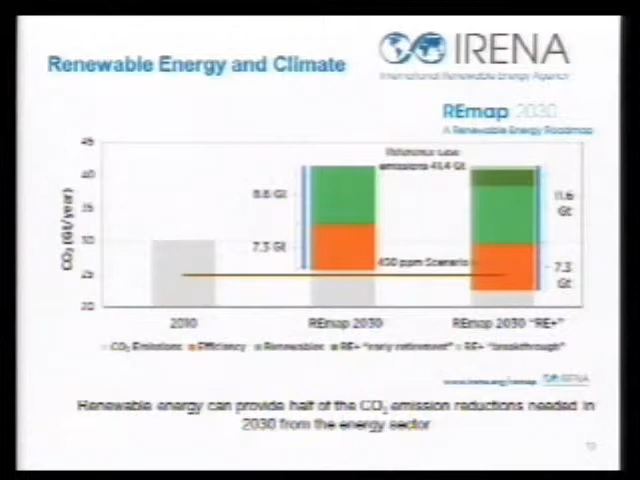 Renewable Energy and Climate
IRENA
International Renewable Energy Agency
REmap 2030
A Renewable Energy Roadmap
45
40
35
30
25
20
CO2 (Gt/year)
Reference case
emissions 41.4 Gt
8.6 Gt
7.3 Gt
450 ppm Scenario
11.6
Gt
7.3
Gt
2010
REmap 2030
REmap 2030 "RE+"
CO2 Emissions Efficiency Renewables RE+ "early retirement" RE+ "breakthrough"
www.irena.org/remap IRENA
Renewable energy can provide half of the CO2 emission reductions needed in
2030 from the energy sector